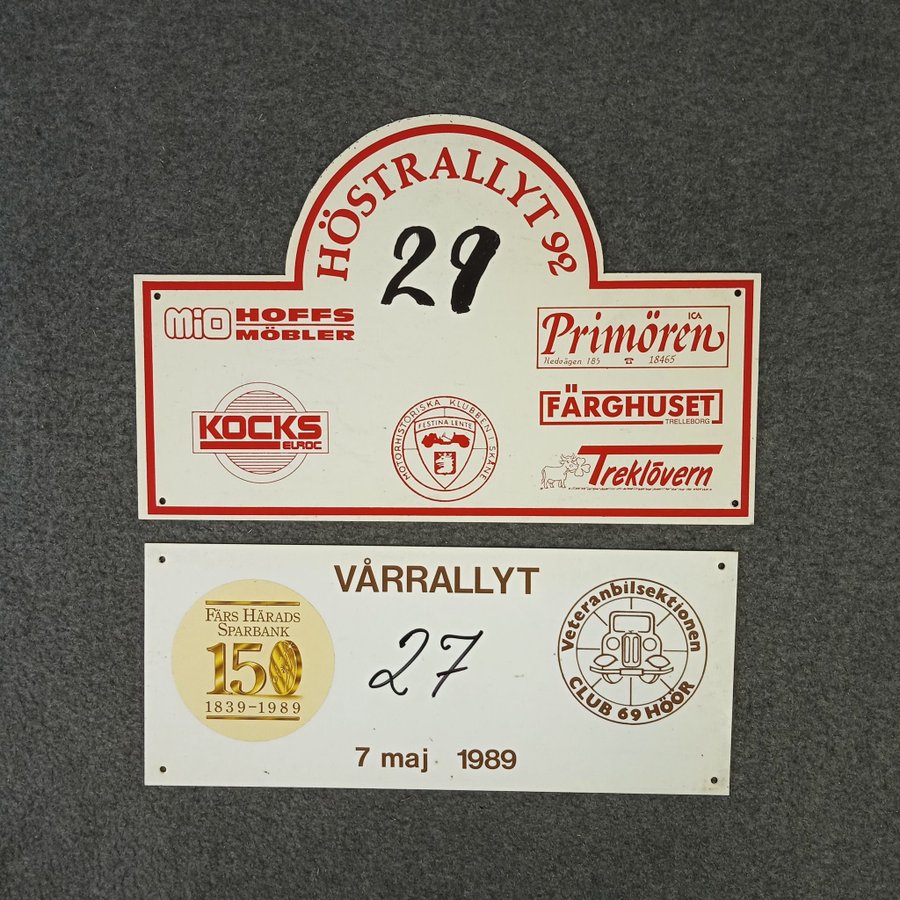 HÖSTRALLYT 92
29
MIO HOFFS
MÖBLER
ICA
Primören
Hedvägen 185 ☎ 18465
KOCKS
EUROC
MOTORHISTORISKA KLUBBEN I SKÅNE
FESTINA LENTE
FÄRGHUSET
TRELLEBORG
Treklövern
VÅRRALLYT
FÄRS HÄRADS
SPARBANK
150
1839-1989
27
Veteranbilsektionen
CLUB 69 HÖÖR
7 maj 1989